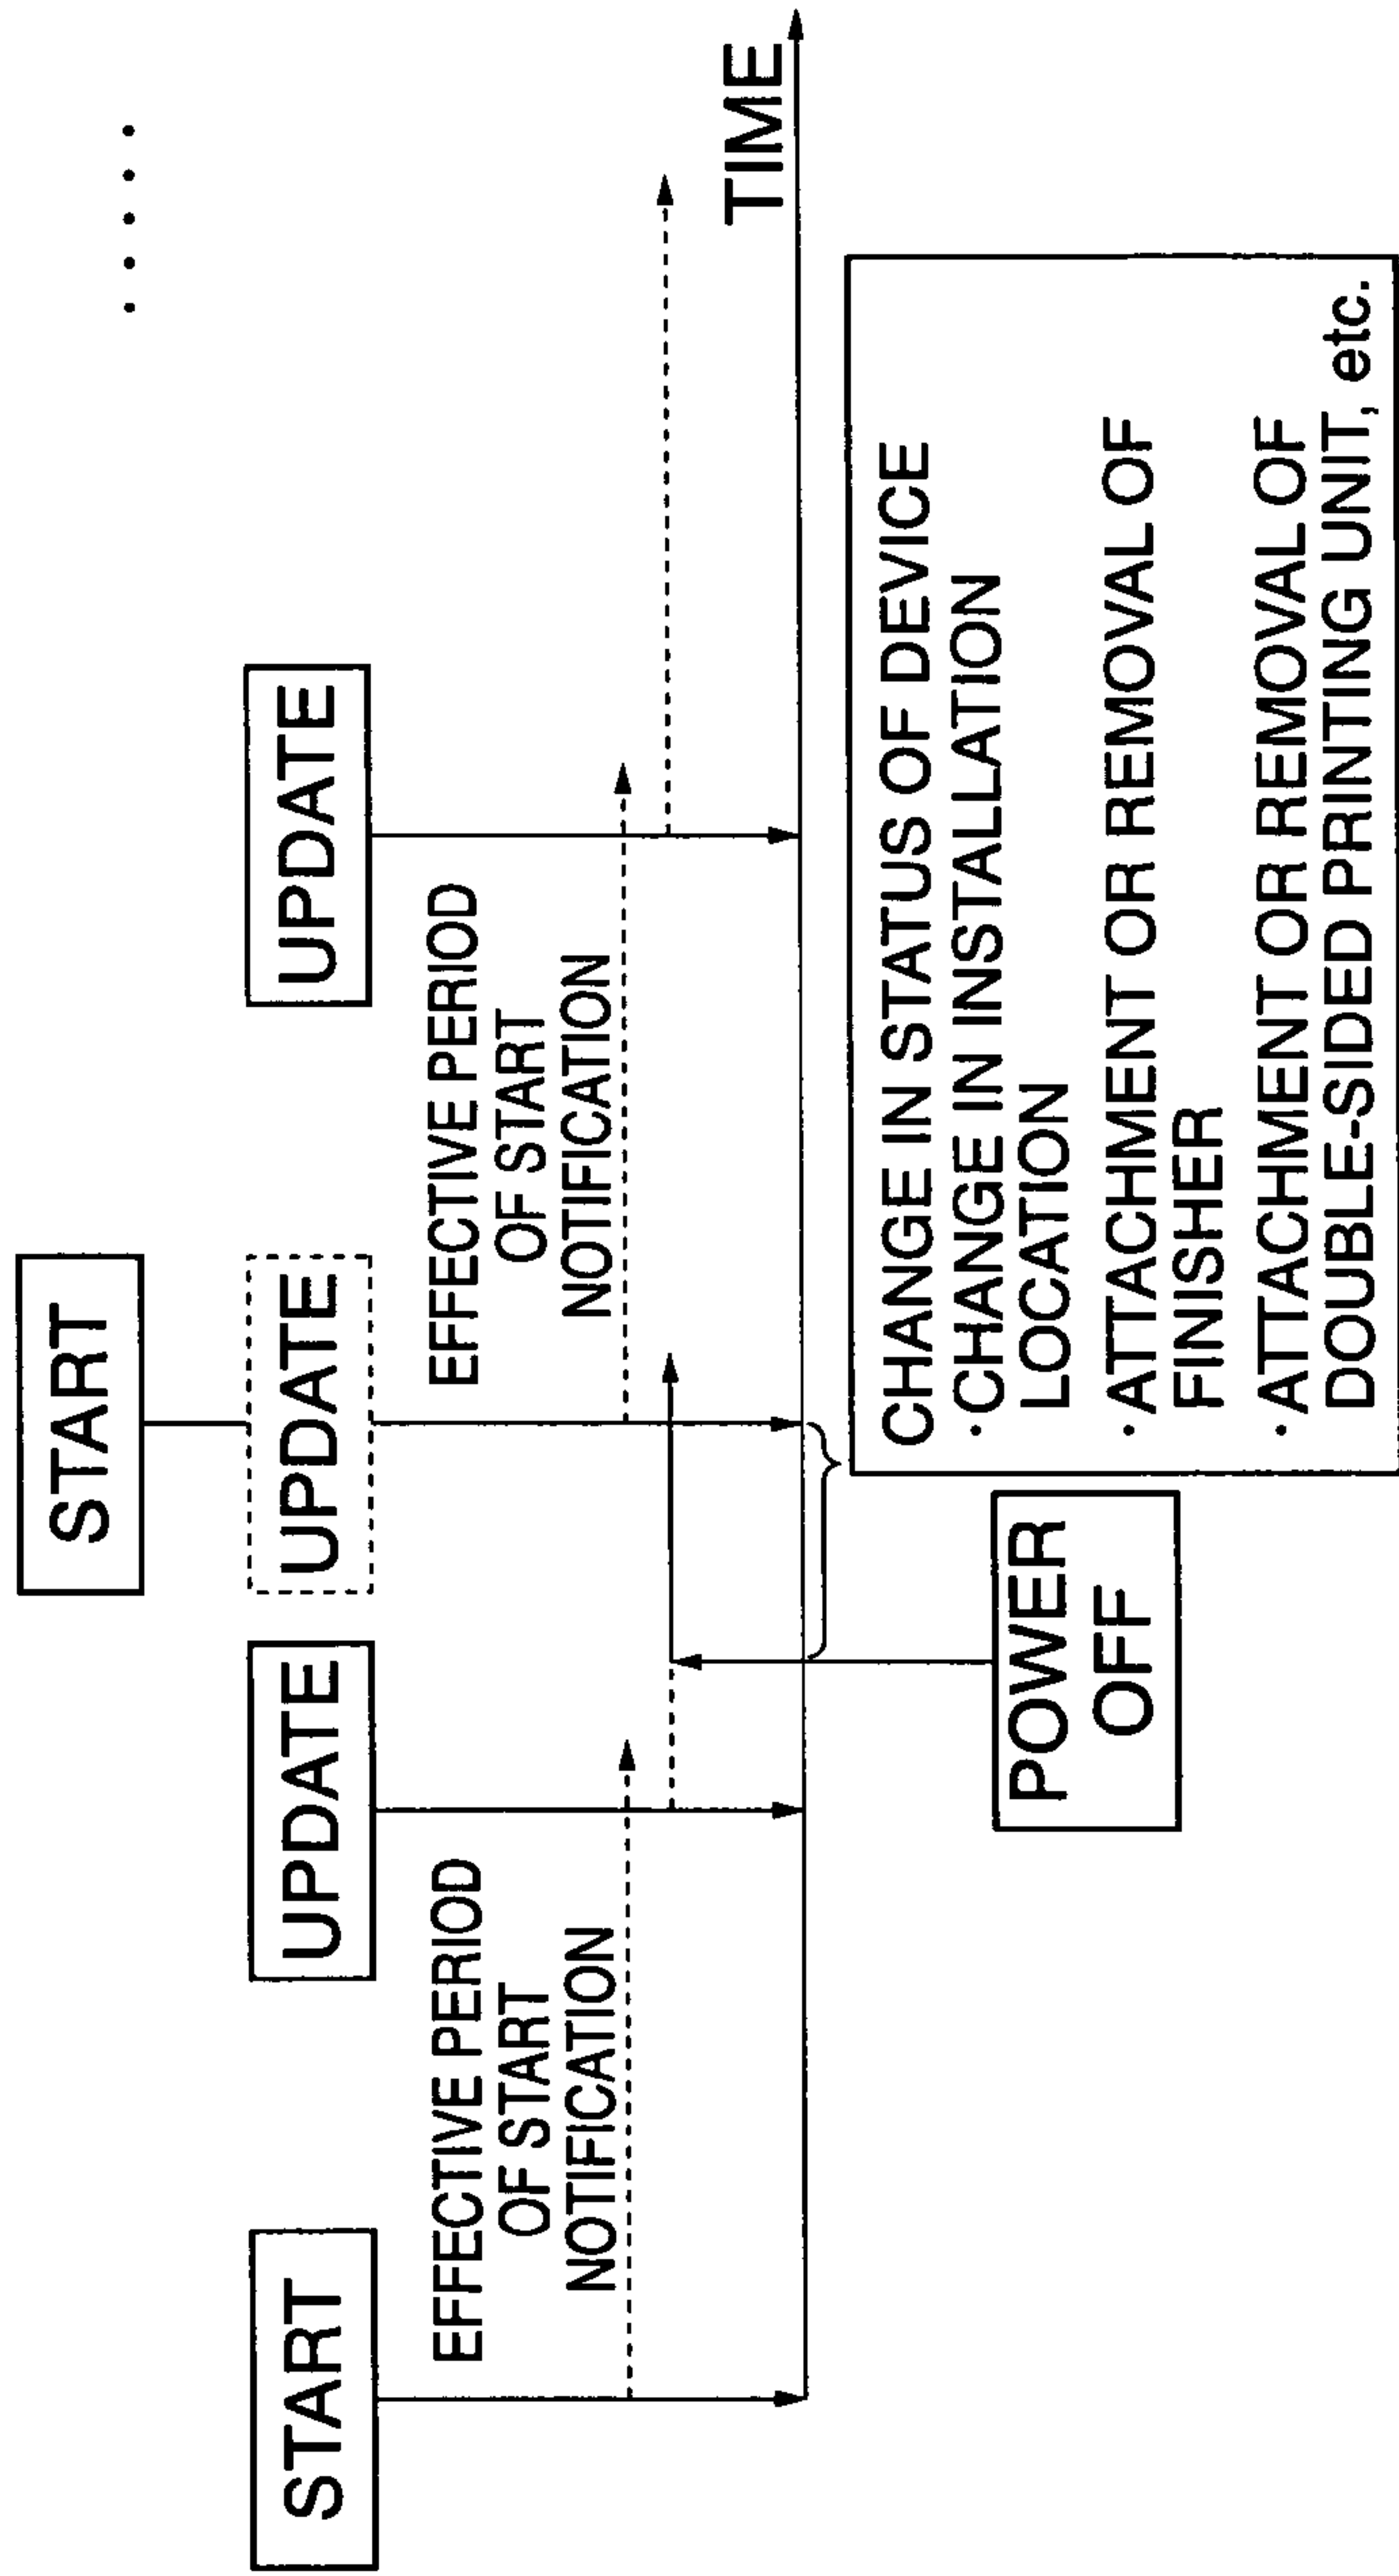 START
START
UPDATE
UPDATE
UPDATE
EFFECTIVE PERIOD
OF START
NOTIFICATION
EFFECTIVE PERIOD
OF START
NOTIFICATION
TIME
POWER
OFF
CHANGE IN STATUS OF DEVICE
· CHANGE IN INSTALLATION
LOCATION
· ATTACHMENT OR REMOVAL OF
FINISHER
· ATTACHMENT OR REMOVAL OF
DOUBLE-SIDED PRINTING UNIT, etc.